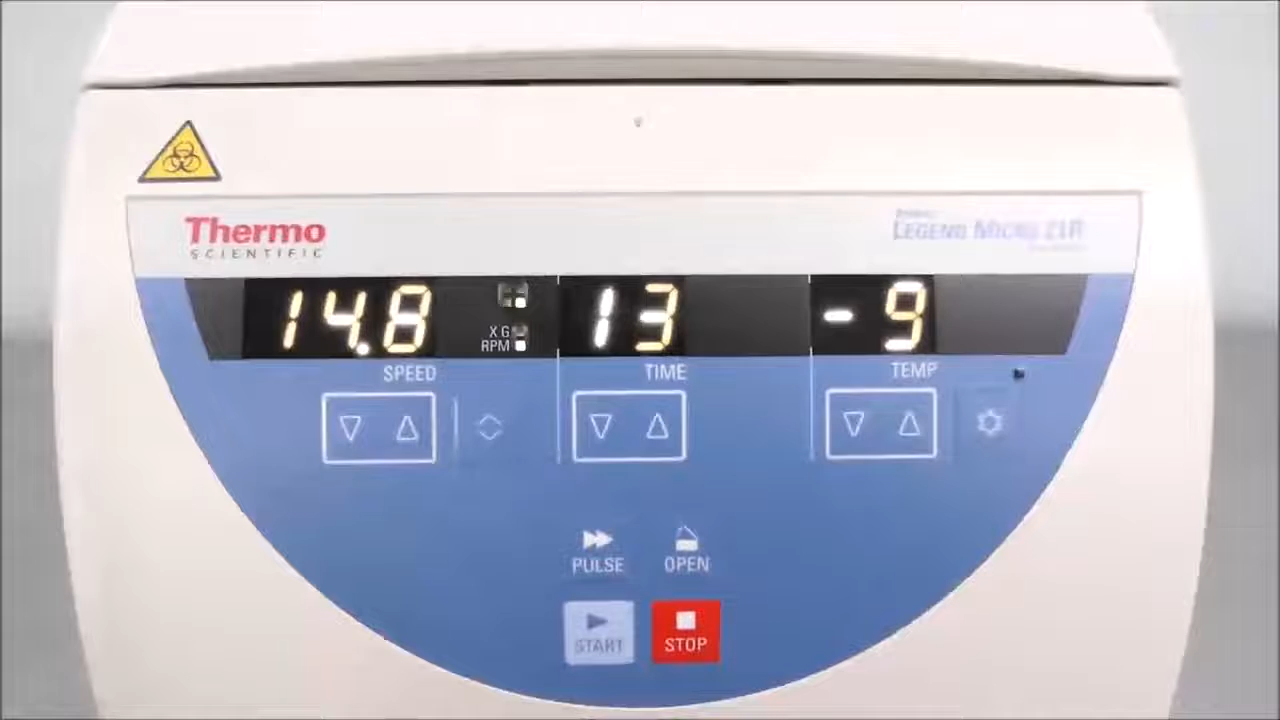 Thermo
SCIENTIFIC
LEGEND MICRO 21R
14.8
X G
RPM
13
-9
SPEED
TIME
TEMP
PULSE
OPEN
START
STOP